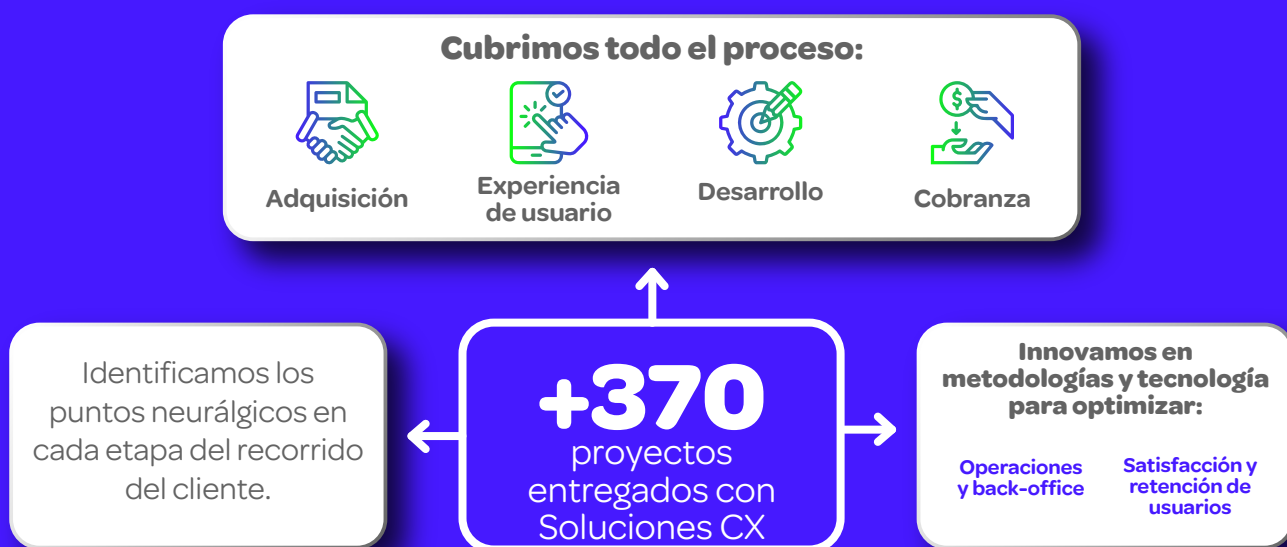 Cubrimos todo el proceso:
Adquisición
Experiencia
de usuario
Desarrollo
Cobranza
Identificamos los
puntos neurálgicos en
cada etapa del recorrido
del cliente.
+370
proyectos
entregados con
Soluciones CX
Innovamos en
metodologías y tecnología
para optimizar:
Operaciones
y back-office
Satisfacción y
retención de
usuarios